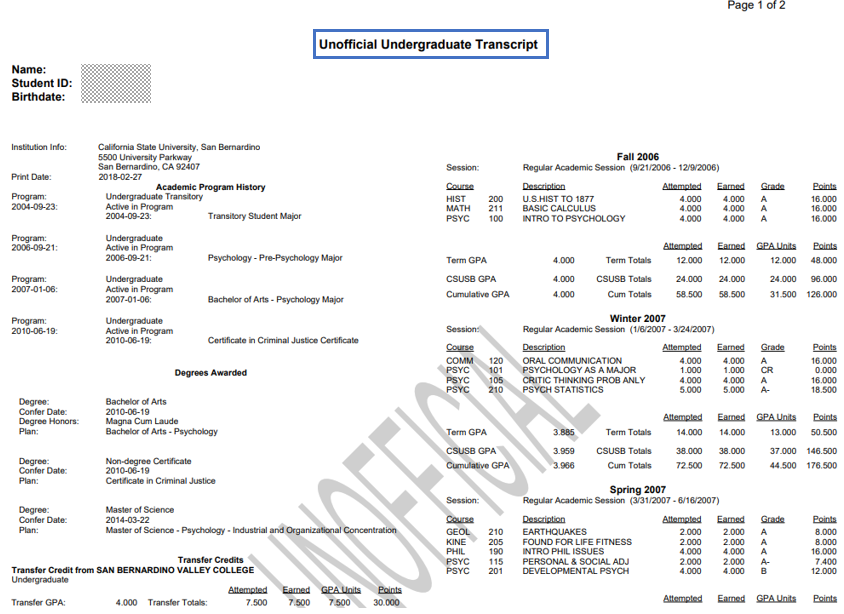 Page 1 of 2
Unofficial Undergraduate Transcript
Name:
Student ID:
Birthdate:
Institution Info: California State University, San Bernardino
5500 University Parkway
San Bernardino, CA 92407
Print Date: 2018-02-27
Academic Program History
Program: Undergraduate Transitory
2004-09-23: Active in Program
2004-09-23: Transitory Student Major
Program: Undergraduate
2006-09-21: Active in Program
2006-09-21: Psychology - Pre-Psychology Major
Program: Undergraduate
2007-01-06: Active in Program
2007-01-06: Bachelor of Arts - Psychology Major
Program: Undergraduate
2010-06-19: Active in Program
2010-06-19: Certificate in Criminal Justice Certificate
Degrees Awarded
Degree: Bachelor of Arts
Confer Date: 2010-06-19
Degree Honors: Magna Cum Laude
Plan: Bachelor of Arts - Psychology
Degree: Non-degree Certificate
Confer Date: 2010-06-19
Plan: Certificate in Criminal Justice
Degree: Master of Science
Confer Date: 2014-03-22
Plan: Master of Science - Psychology - Industrial and Organizational Concentration
Transfer Credits
Transfer Credit from SAN BERNARDINO VALLEY COLLEGE
Undergraduate
Attempted Earned GPA Units Points
Transfer GPA: 4.000 Transfer Totals: 7.500 7.500 7.500 30.000
Fall 2006
Session: Regular Academic Session (9/21/2006 - 12/9/2006)
Course Description Attempted Earned Grade Points
HIST 200 U.S.HIST TO 1877 4.000 4.000 A 16.000
MATH 211 BASIC CALCULUS 4.000 4.000 A 16.000
PSYC 100 INTRO TO PSYCHOLOGY 4.000 4.000 A 16.000
Attempted Earned GPA Units Points
Term GPA 4.000 Term Totals 12.000 12.000 12.000 48.000
CSUSB GPA 4.000 CSUSB Totals 24.000 24.000 24.000 96.000
Cumulative GPA 4.000 Cum Totals 58.500 58.500 31.500 126.000
Winter 2007
Session: Regular Academic Session (1/6/2007 - 3/24/2007)
Course Description Attempted Earned Grade Points
COMM 120 ORAL COMMUNICATION 4.000 4.000 A 16.000
PSYC 101 PSYCHOLOGY AS A MAJOR 1.000 1.000 CR 0.000
PSYC 105 CRITIC THINKING PROB ANLY 4.000 4.000 A 16.000
PSYC 210 PSYCH STATISTICS 5.000 5.000 A- 18.500
Attempted Earned GPA Units Points
Term GPA 3.885 Term Totals 14.000 14.000 13.000 50.500
CSUSB GPA 3.959 CSUSB Totals 38.000 38.000 37.000 146.500
Cumulative GPA 3.966 Cum Totals 72.500 72.500 44.500 176.500
Spring 2007
Session: Regular Academic Session (3/31/2007 - 6/16/2007)
Course Description Attempted Earned Grade Points
GEOL 210 EARTHQUAKES 2.000 2.000 A 8.000
KINE 205 FOUND FOR LIFE FITNESS 2.000 2.000 A 8.000
PHIL 190 INTRO PHIL ISSUES 4.000 4.000 A 16.000
PSYC 115 PERSONAL & SOCIAL ADJ 2.000 2.000 A- 7.400
PSYC 201 DEVELOPMENTAL PSYCH 4.000 4.000 B 12.000
Attempted Earned GPA Units Points
UNOFFICIAL